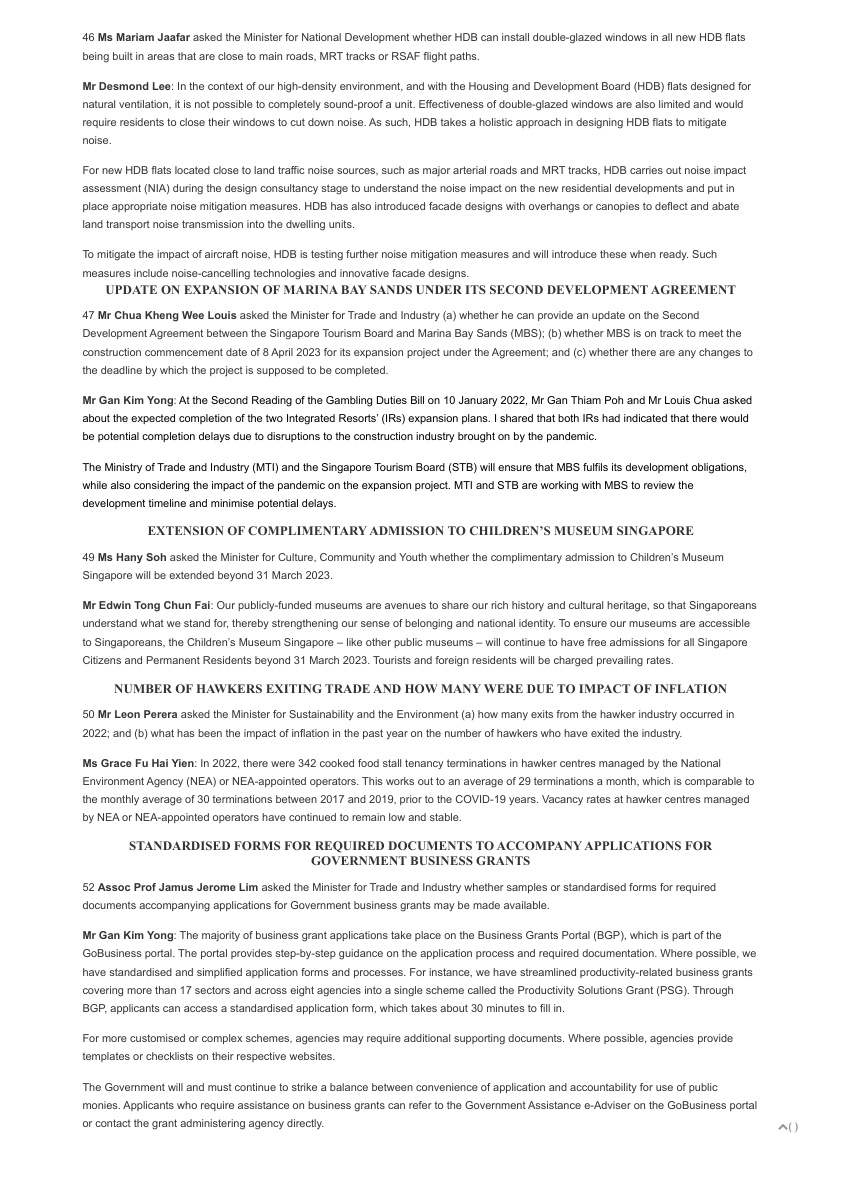 46 Ms Mariam Jaafar asked the Minister for National Development whether HDB can install double-glazed windows in all new HDB flats
being built in areas that are close to main roads, MRT tracks or RSAF flight paths.
Mr Desmond Lee: In the context of our high-density environment, and with the Housing and Development Board (HDB) flats designed for
natural ventilation, it is not possible to completely sound-proof a unit. Effectiveness of double-glazed windows are also limited and would
require residents to close their windows to cut down noise. As such, HDB takes a holistic approach in designing HDB flats to mitigate
noise.
For new HDB flats located close to land traffic noise sources, such as major arterial roads and MRT tracks, HDB carries out noise impact
assessment (NIA) during the design consultancy stage to understand the noise impact on the new residential developments and put in
place appropriate noise mitigation measures. HDB has also introduced facade designs with overhangs or canopies to deflect and abate
land transport noise transmission into the dwelling units.
To mitigate the impact of aircraft noise, HDB is testing further noise mitigation measures and will introduce these when ready. Such
measures include noise-cancelling technologies and innovative facade designs.
UPDATE ON EXPANSION OF MARINA BAY SANDS UNDER ITS SECOND DEVELOPMENT AGREEMENT
47 Mr Chua Kheng Wee Louis asked the Minister for Trade and Industry (a) whether he can provide an update on the Second
Development Agreement between the Singapore Tourism Board and Marina Bay Sands (MBS); (b) whether MBS is on track to meet the
construction commencement date of 8 April 2023 for its expansion project under the Agreement; and (c) whether there are any changes to
the deadline by which the project is supposed to be completed.
Mr Gan Kim Yong: At the Second Reading of the Gambling Duties Bill on 10 January 2022, Mr Gan Thiam Poh and Mr Louis Chua asked
about the expected completion of the two Integrated Resorts' (IRs) expansion plans. I shared that both IRs had indicated that there would
be potential completion delays due to disruptions to the construction industry brought on by the pandemic.
The Ministry of Trade and Industry (MTI) and the Singapore Tourism Board (STB) will ensure that MBS fulfils its development obligations,
while also considering the impact of the pandemic on the expansion project. MTI and STB are working with MBS to review the
development timeline and minimise potential delays.
EXTENSION OF COMPLIMENTARY ADMISSION TO CHILDREN'S MUSEUM SINGAPORE
49 Ms Hany Soh asked the Minister for Culture, Community and Youth whether the complimentary admission to Children's Museum
Singapore will be extended beyond 31 March 2023.
Mr Edwin Tong Chun Fai: Our publicly-funded museums are avenues to share our rich history and cultural heritage, so that Singaporeans
understand what we stand for, thereby strengthening our sense of belonging and national identity. To ensure our museums are accessible
to Singaporeans, the Children's Museum Singapore – like other public museums – will continue to have free admissions for all Singapore
Citizens and Permanent Residents beyond 31 March 2023. Tourists and foreign residents will be charged prevailing rates.
NUMBER OF HAWKERS EXITING TRADE AND HOW MANY WERE DUE TO IMPACT OF INFLATION
50 Mr Leon Perera asked the Minister for Sustainability and the Environment (a) how many exits from the hawker industry occurred in
2022; and (b) what has been the impact of inflation in the past year on the number of hawkers who have exited the industry.
Ms Grace Fu Hai Yien: In 2022, there were 342 cooked food stall tenancy terminations in hawker centres managed by the National
Environment Agency (NEA) or NEA-appointed operators. This works out to an average of 29 terminations a month, which is comparable to
the monthly average of 30 terminations between 2017 and 2019, prior to the COVID-19 years. Vacancy rates at hawker centres managed
by NEA or NEA-appointed operators have continued to remain low and stable.
STANDARDISED FORMS FOR REQUIRED DOCUMENTS TO ACCOMPANY APPLICATIONS FOR
GOVERNMENT BUSINESS GRANTS
52 Assoc Prof Jamus Jerome Lim asked the Minister for Trade and Industry whether samples or standardised forms for required
documents accompanying applications for Government business grants may be made available.
Mr Gan Kim Yong: The majority of business grant applications take place on the Business Grants Portal (BGP), which is part of the
GoBusiness portal. The portal provides step-by-step guidance on the application process and required documentation. Where possible, we
have standardised and simplified application forms and processes. For instance, we have streamlined productivity-related business grants
covering more than 17 sectors and across eight agencies into a single scheme called the Productivity Solutions Grant (PSG). Through
BGP, applicants can access a standardised application form, which takes about 30 minutes to fill in.
For more customised or complex schemes, agencies may require additional supporting documents. Where possible, agencies provide
templates or checklists on their respective websites.
The Government will and must continue to strike a balance between convenience of application and accountability for use of public
monies. Applicants who require assistance on business grants can refer to the Government Assistance e-Adviser on the GoBusiness portal
or contact the grant administering agency directly.
( )